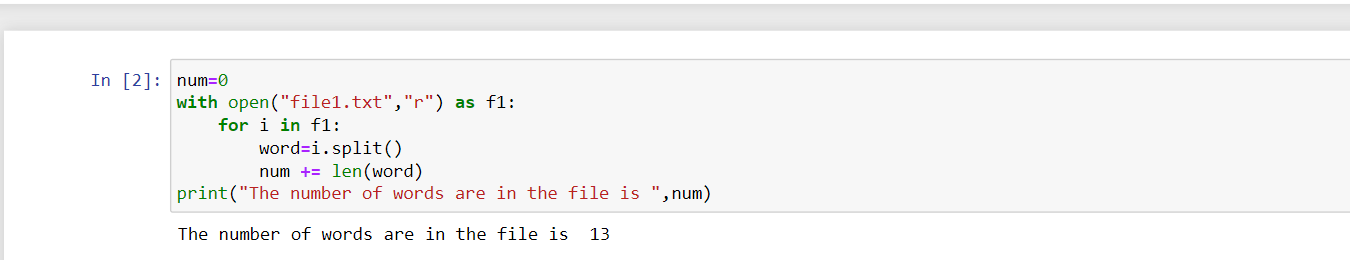 In [2]: num=0
with open("file1.txt","r") as f1:
    for i in f1:
        word=i.split()
        num += len(word)
print("The number of words are in the file is ",num)
The number of words are in the file is  13